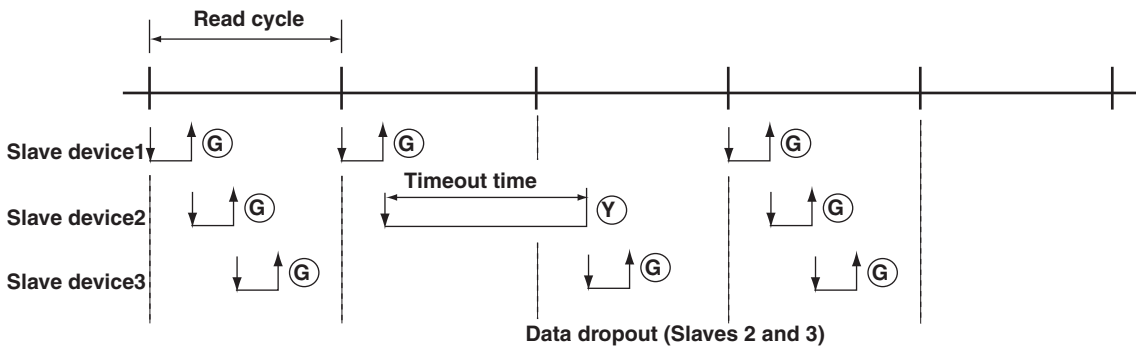 Read cycle
Slave device1 G G G
Timeout time
Slave device2 G Y G
Slave device3 G G G
Data dropout (Slaves 2 and 3)